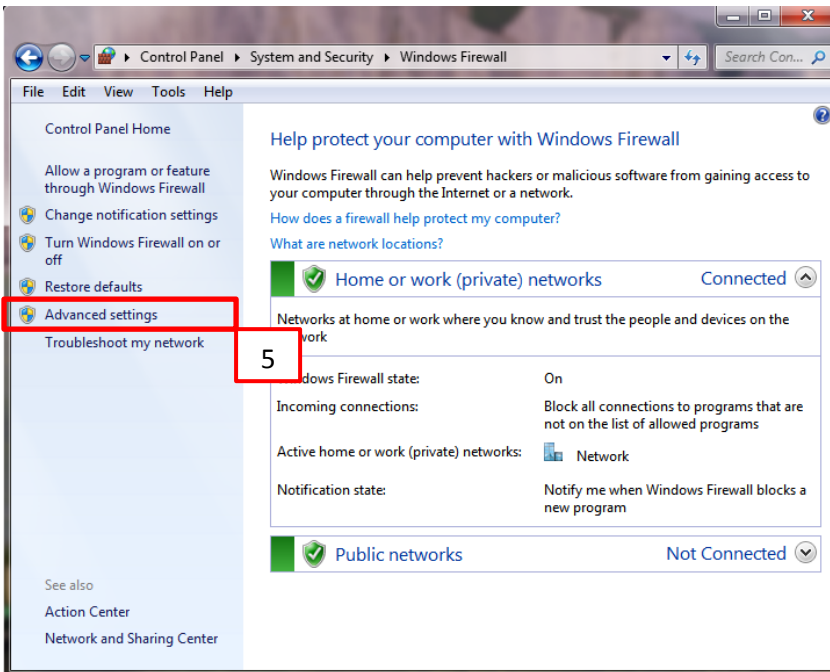 Control Panel System and Security Windows Firewall
Search Con...
File Edit View Tools Help
Control Panel Home
Allow a program or feature
through Windows Firewall
Change notification settings
Turn Windows Firewall on or
off
Restore defaults
Advanced settings
Troubleshoot my network
5
See also
Action Center
Network and Sharing Center
Help protect your computer with Windows Firewall
Windows Firewall can help prevent hackers or malicious software from gaining access to
your computer through the Internet or a network.
How does a firewall help protect my computer?
What are network locations?
Home or work (private) networks Connected
Networks at home or work where you know and trust the people and devices on the
work
dows Firewall state: On
Incoming connections: Block all connections to programs that are
not on the list of allowed programs
Active home or work (private) networks: Network
Notification state: Notify me when Windows Firewall blocks a
new program
Public networks Not Connected